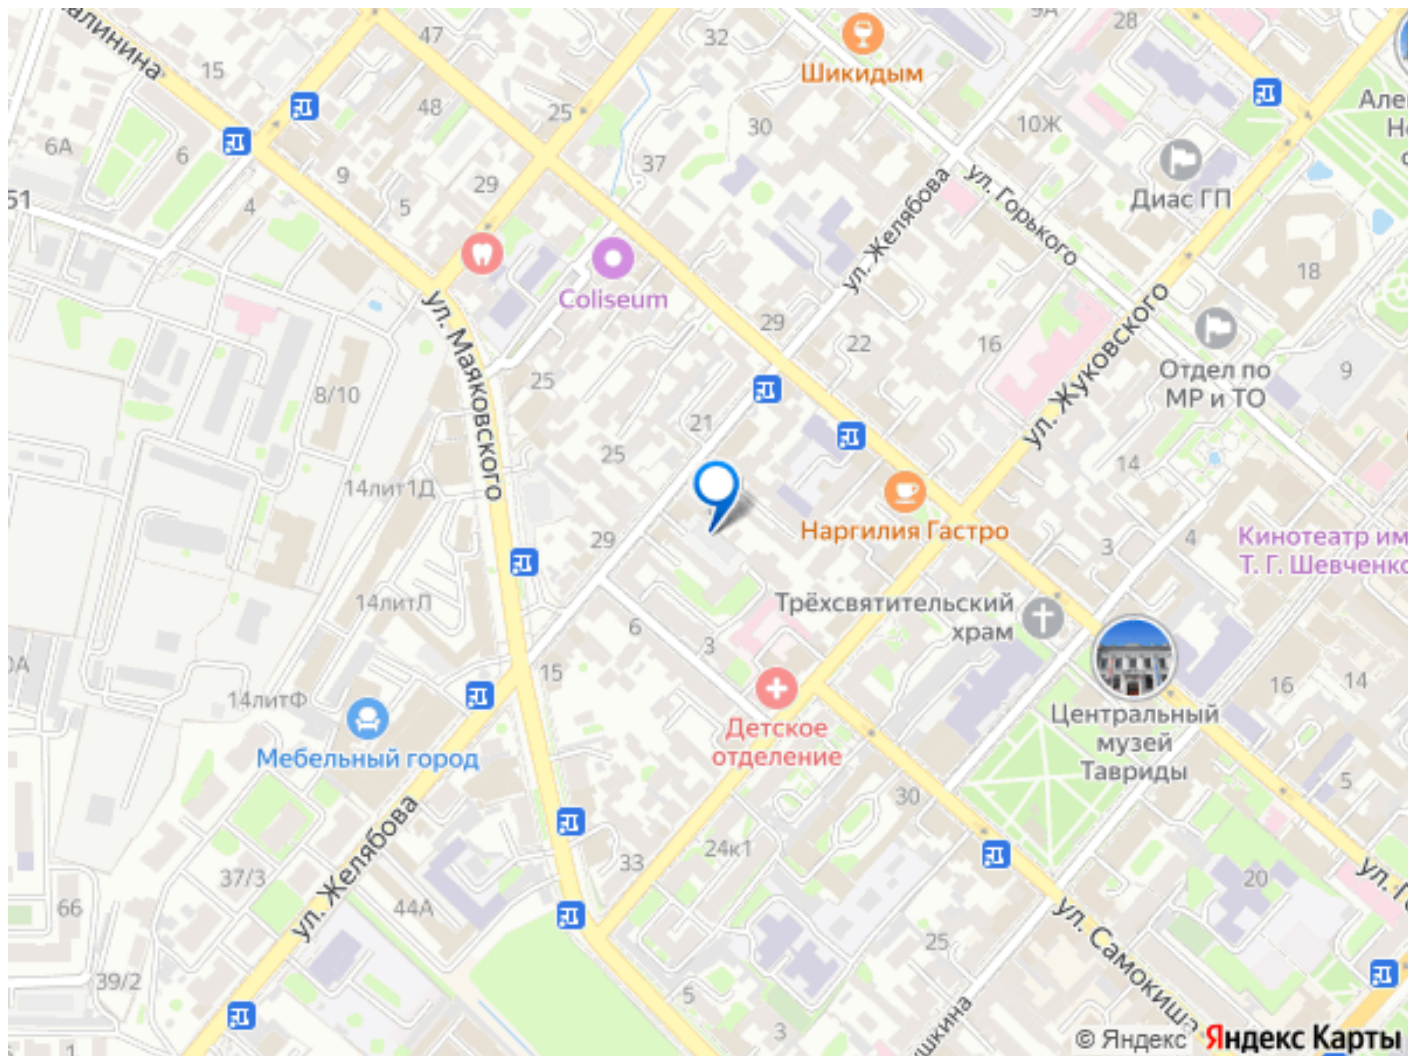 47
32
9А
28
Калинина
15
Шикидым
48
25
30
10Ж
6А
6
9
29
37
Диас ГП
51
4
5
ул. Желябова
ул. Горького
18
Coliseum
ул. Маяковского
29
22
16
ул. Жуковского
Отдел по
МР и ТО
9
8/10
25
21
25
14
14лит1Д
Наргилия Гастро
29
3
4
Кинотеатр им
Т. Г. Шевченко
14литЛ
6
3
Трёхсвятительский
храм
15
14литФ
16
14
Центральный
музей
Тавриды
Мебельный город
Детское
отделение
5
30
24к1
33
37/3
ул. Желябова
44А
66
20
ул. Самокиша
25
39/2
5
3
1
© Яндекс
Яндекс Карты